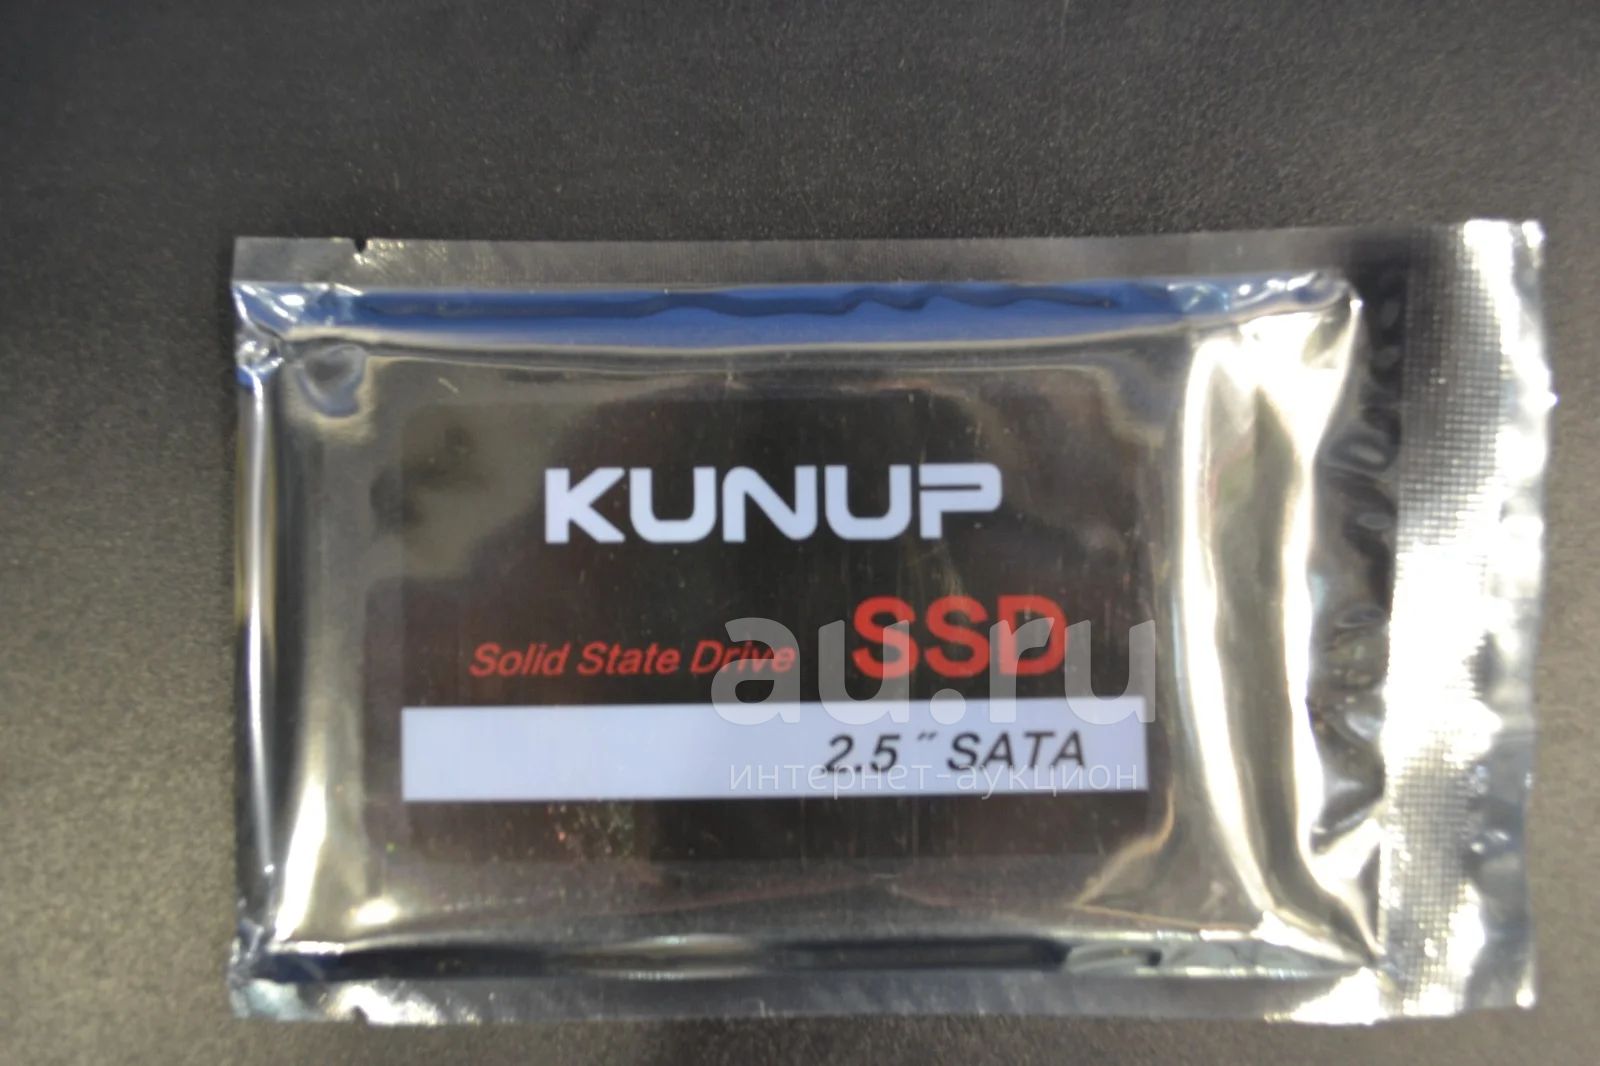 KUNUP
Solid State Drive SSD
au.ru
2.5″ SATA
интернет-аукцион